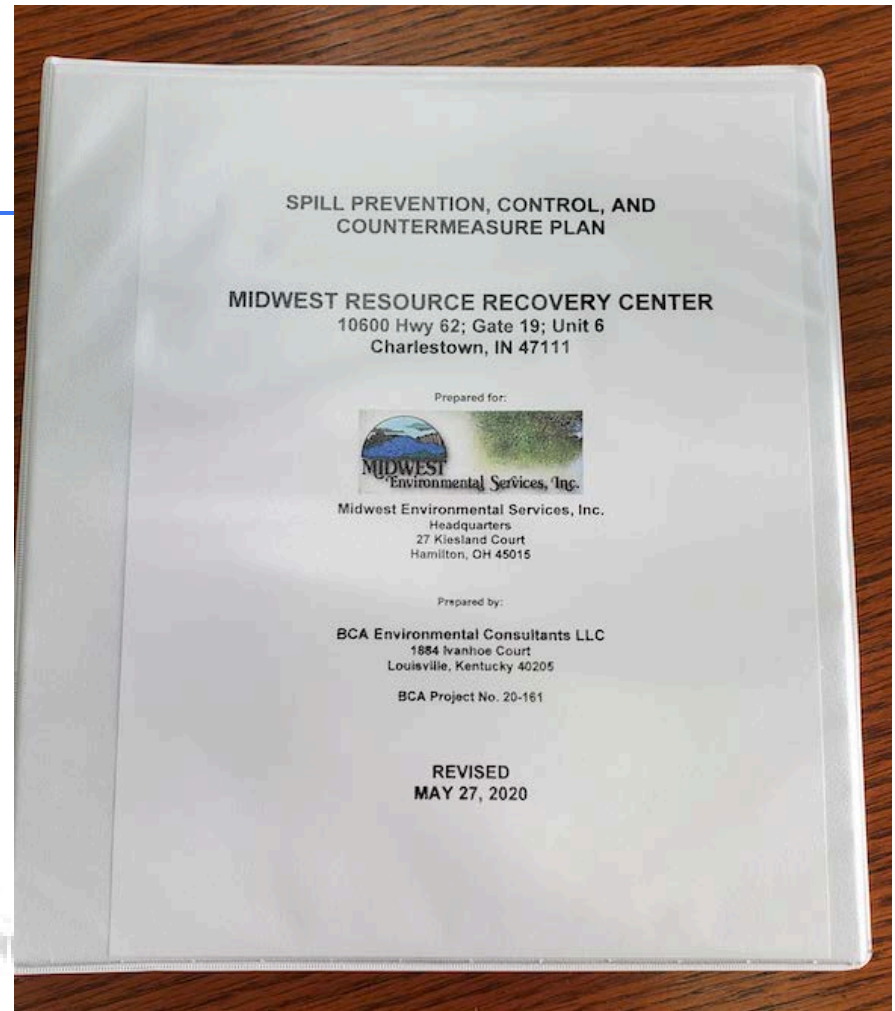 SPILL PREVENTION, CONTROL, AND
COUNTERMEASURE PLAN
MIDWEST RESOURCE RECOVERY CENTER
10600 Hwy 62; Gate 19; Unit 6
Charlestown, IN 47111
Prepared for:
MIDWEST
Environmental Services, Inc.
Midwest Environmental Services, Inc.
Headquarters
27 Kiesland Court
Hamilton, OH 45015
Prepared by:
BCA Environmental Consultants LLC
1884 Ivanhoe Court
Louisville, Kentucky 40205
BCA Project No. 20-161
REVISED
MAY 27, 2020